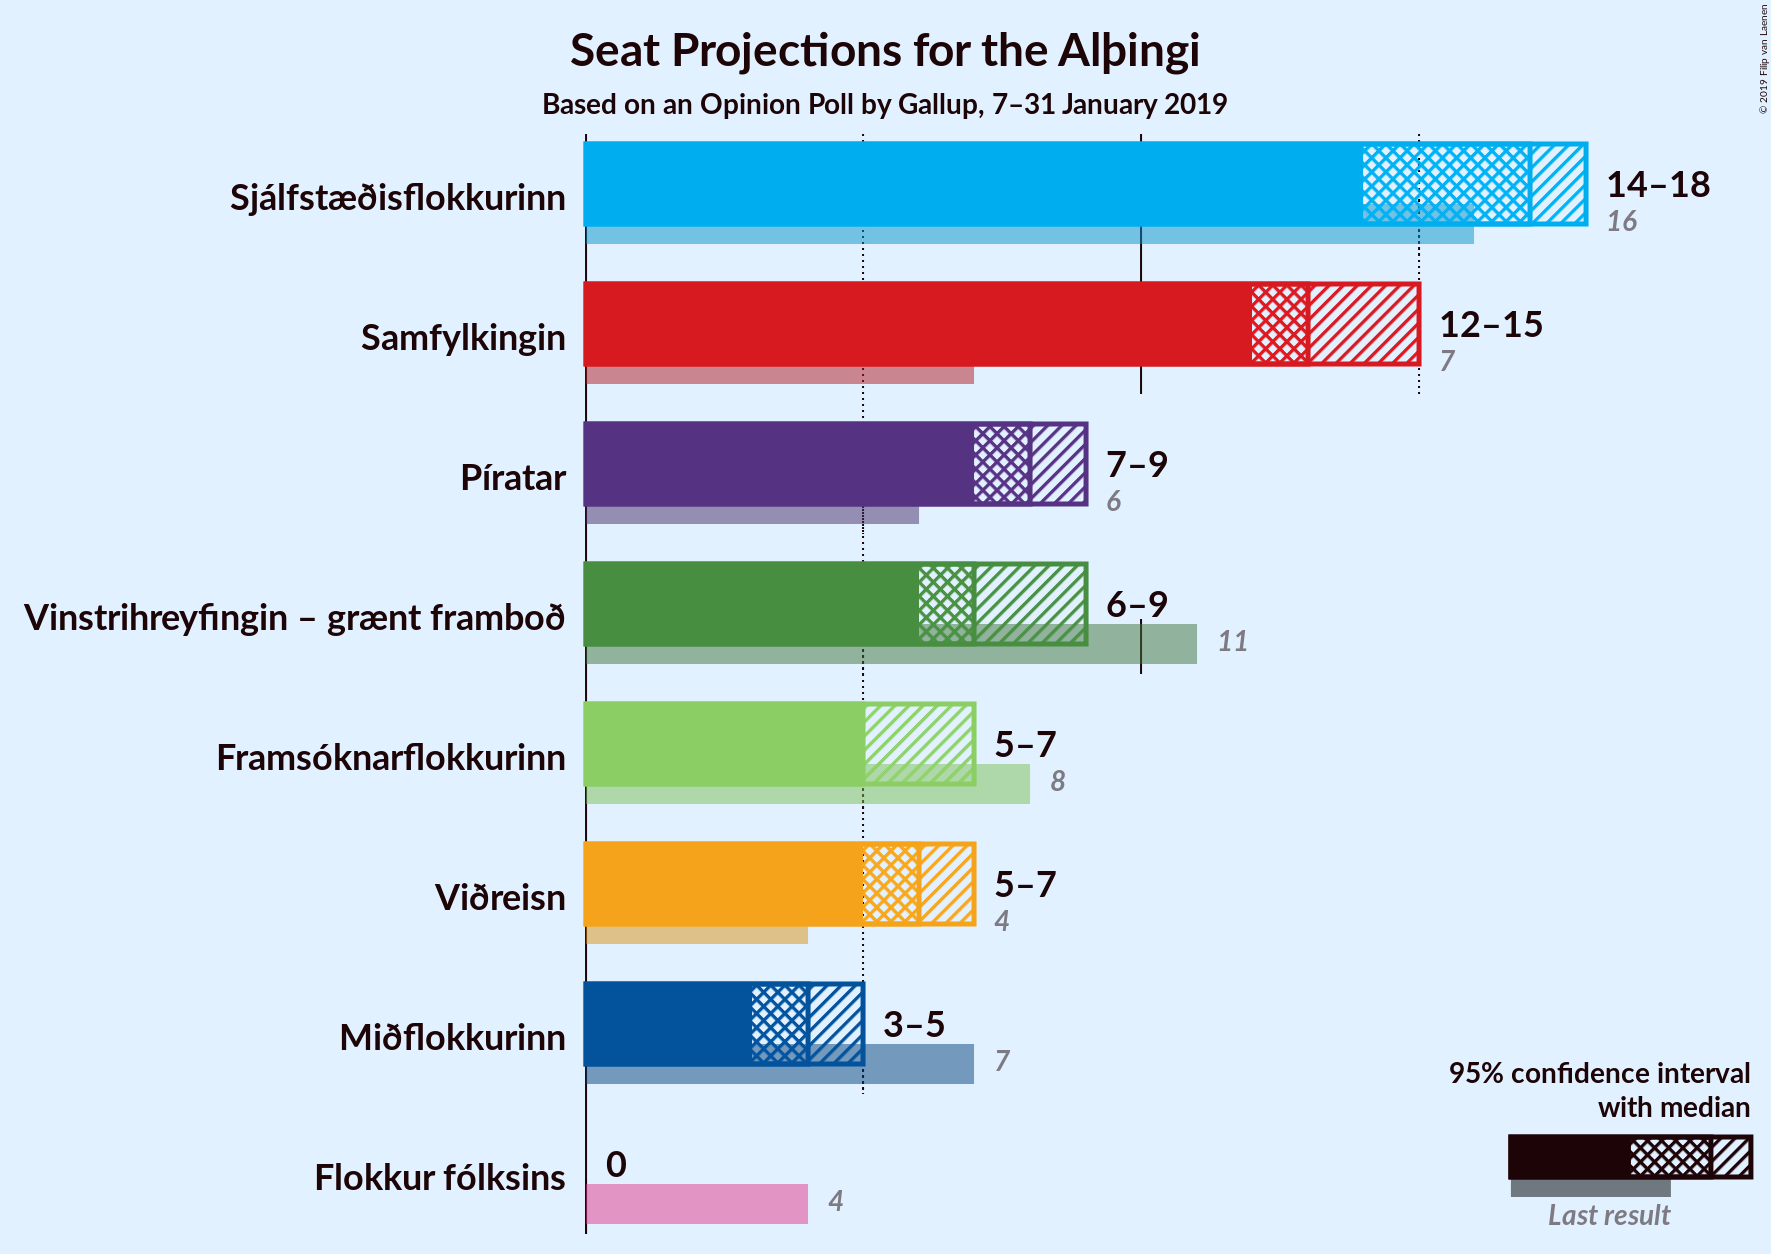 Seat Projections for the Alþingi
Based on an Opinion Poll by Gallup, 7–31 January 2019
© 2019 Filip van Laenen
Sjálfstæðisflokkurinn
14–18
16
Samfylkingin
12–15
7
Píratar
7–9
6
Vinstrihreyfingin – grænt framboð
6–9
11
Framsóknarflokkurinn
5–7
8
Viðreisn
5–7
4
Miðflokkurinn
3–5
7
Flokkur fólksins
0
4
95% confidence interval
with median
Last result